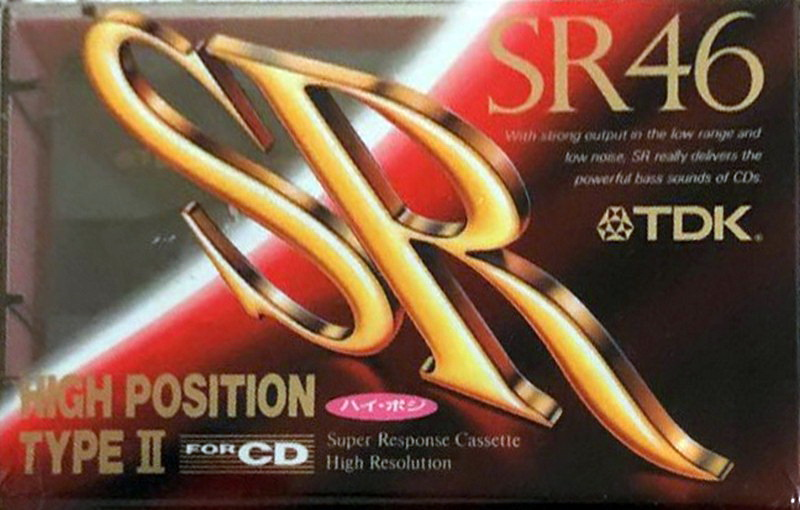 SR46
With strong output in the low range and
low noise, SR really delivers the
powerful bass sounds of CDs.
TDK
SR
HIGH POSITION
ハイ・ポジ
TYPE II
FOR CD
Super Response Cassette
High Resolution